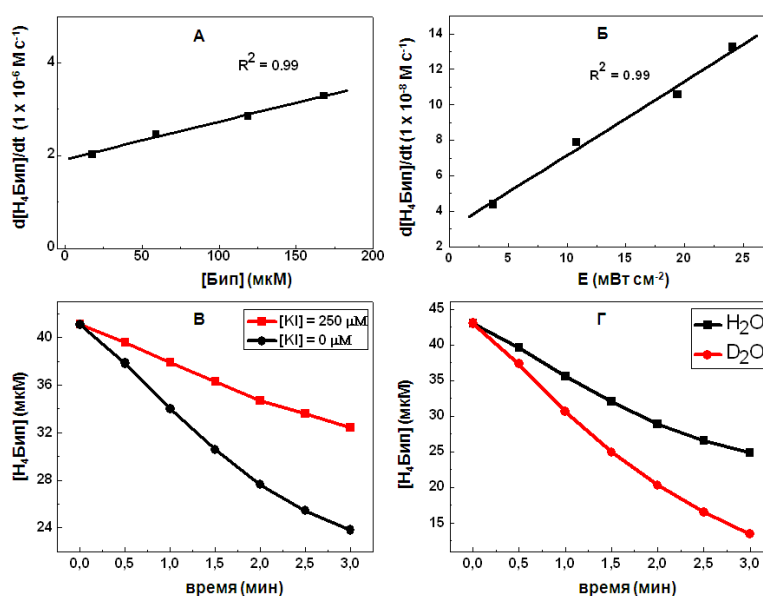 А
R² = 0.99
d[H₄Бип]/dt (1 x 10⁻⁶ М с⁻¹)
4
2
0
0 50 100 150 200
[Бип] (мкМ)
Б
R² = 0.99
d[H₄Бип]/dt (1 x 10⁻⁸ М с⁻¹)
14
12
10
8
6
4
2
0 5 10 15 20 25
E (мВт см⁻²)
В
[KI] = 250 µM
[KI] = 0 µM
[H₄Бип] (мкМ)
40
36
32
28
24
0,0 0,5 1,0 1,5 2,0 2,5 3,0
время (мин)
Г
H₂O
D₂O
[H₄Бип] (мкМ)
45
40
35
30
25
20
15
0,0 0,5 1,0 1,5 2,0 2,5 3,0
время (мин)